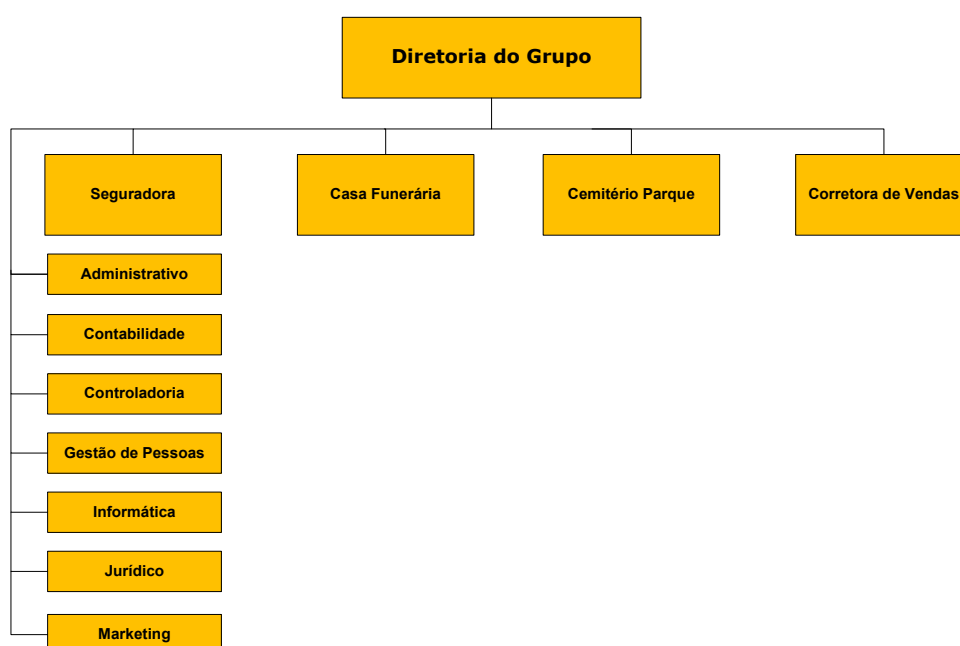 Diretoria do Grupo
Seguradora
Casa Funerária
Cemitério Parque
Corretora de Vendas
Administrativo
Contabilidade
Controladoria
Gestão de Pessoas
Informática
Jurídico
Marketing